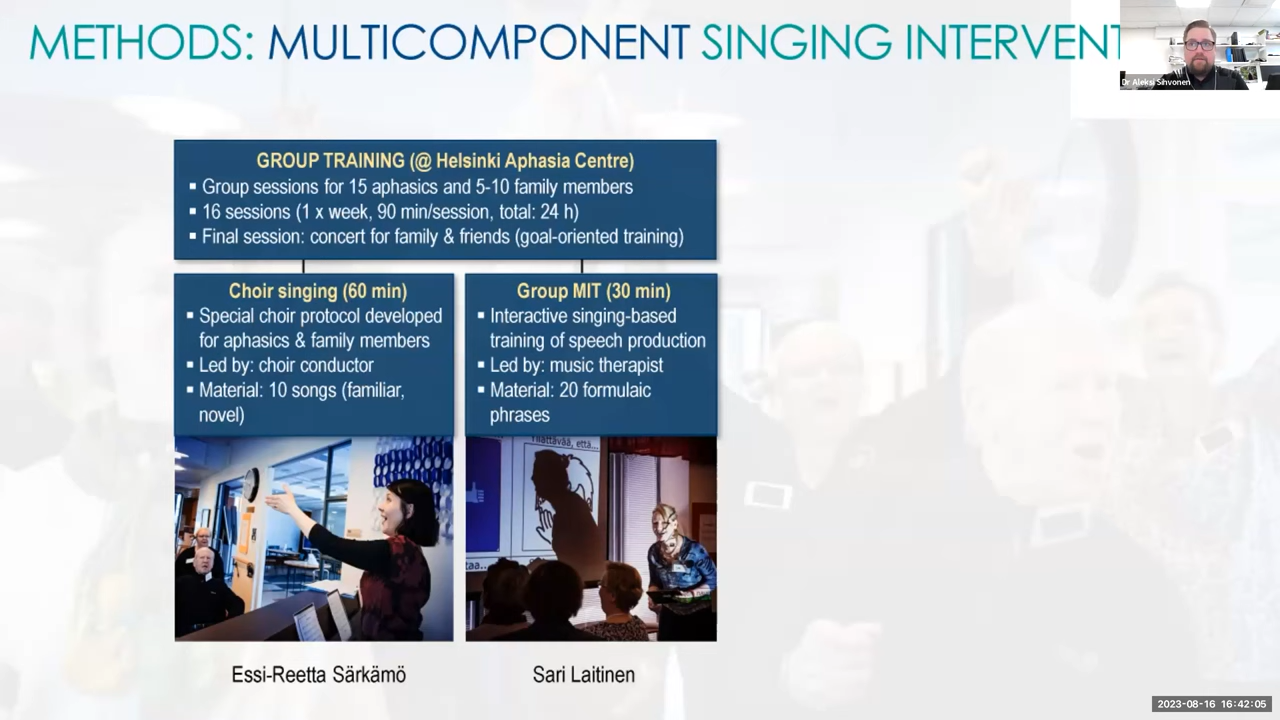 METHODS: MULTICOMPONENT SINGING INTERVENT
Dr Aleksi Sihvonen
GROUP TRAINING (@ Helsinki Aphasia Centre)
▪ Group sessions for 15 aphasics and 5-10 family members
▪ 16 sessions (1 x week, 90 min/session, total: 24 h)
▪ Final session: concert for family & friends (goal-oriented training)
Choir singing (60 min)
▪ Special choir protocol developed
for aphasics & family members
▪ Led by: choir conductor
▪ Material: 10 songs (familiar,
novel)
Group MIT (30 min)
▪ Interactive singing-based
training of speech production
▪ Led by: music therapist
▪ Material: 20 formulaic
phrases
että...
Essi-Reetta Särkämö
Sari Laitinen
2023-08-16 16:42:05